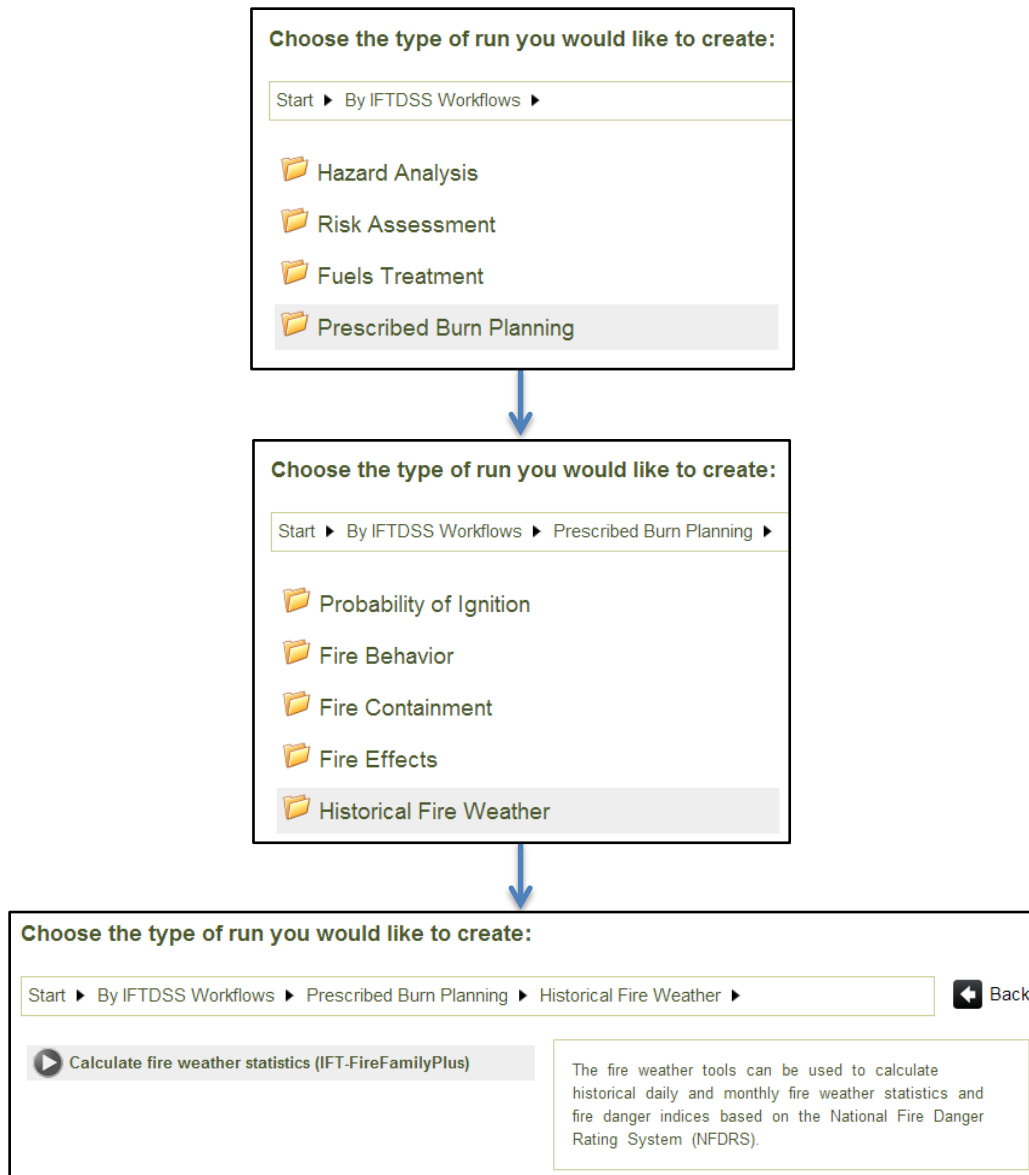 Choose the type of run you would like to create:
Start ▶ By IFTDSS Workflows ▶
Hazard Analysis
Risk Assessment
Fuels Treatment
Prescribed Burn Planning
Choose the type of run you would like to create:
Start ▶ By IFTDSS Workflows ▶ Prescribed Burn Planning ▶
Probability of Ignition
Fire Behavior
Fire Containment
Fire Effects
Historical Fire Weather
Choose the type of run you would like to create:
Start ▶ By IFTDSS Workflows ▶ Prescribed Burn Planning ▶ Historical Fire Weather ▶ Back
Calculate fire weather statistics (IFT-FireFamilyPlus)
The fire weather tools can be used to calculate
historical daily and monthly fire weather statistics and
fire danger indices based on the National Fire Danger
Rating System (NFDRS).